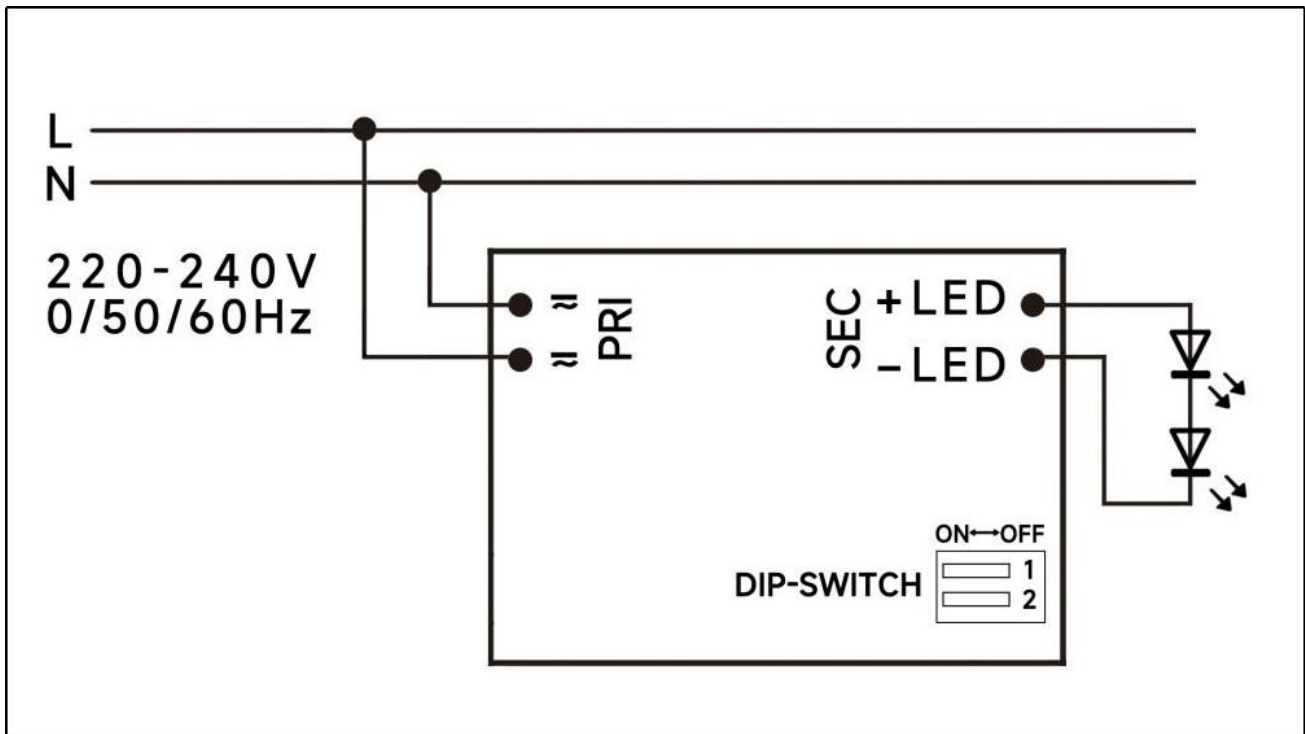 L
N
220-240V
0/50/60Hz
PRI
SEC
+LED
-LED
ON↔OFF
DIP-SWITCH
1
2